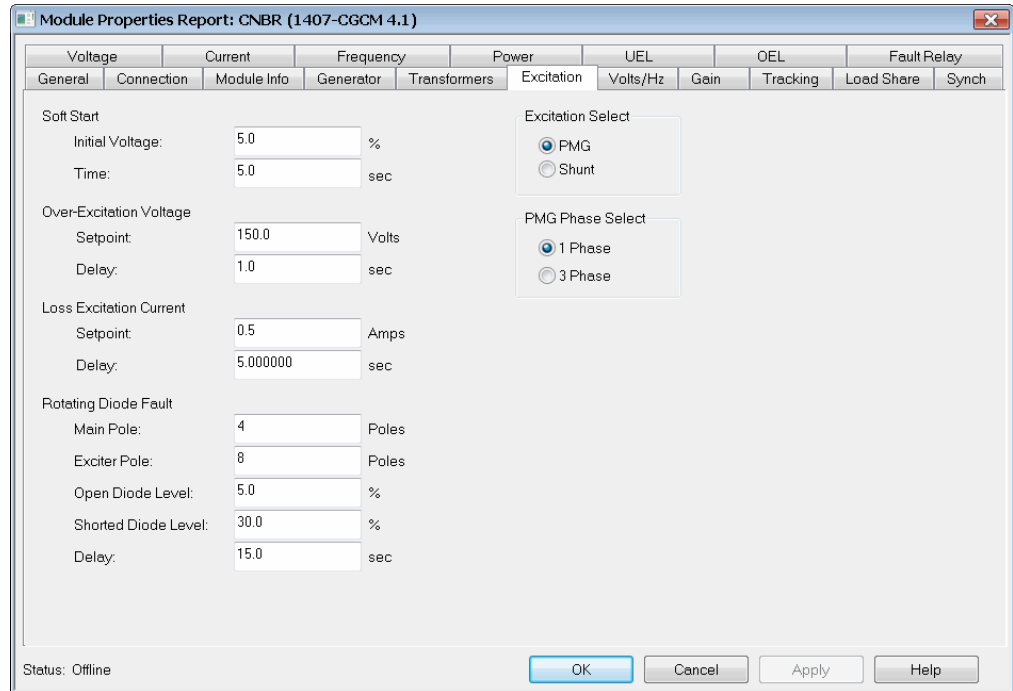 Module Properties Report: CNBR (1407-CGCM 4.1)
Voltage Current Frequency Power UEL OEL Fault Relay
General Connection Module Info Generator Transformers Excitation Volts/Hz Gain Tracking Load Share Synch
Soft Start
Initial Voltage: 5.0 %
Time: 5.0 sec
Over-Excitation Voltage
Setpoint: 150.0 Volts
Delay: 1.0 sec
Loss Excitation Current
Setpoint: 0.5 Amps
Delay: 5.000000 sec
Rotating Diode Fault
Main Pole: 4 Poles
Exciter Pole: 8 Poles
Open Diode Level: 5.0 %
Shorted Diode Level: 30.0 %
Delay: 15.0 sec
Excitation Select
PMG
Shunt
PMG Phase Select
1 Phase
3 Phase
Status: Offline
OK Cancel Apply Help